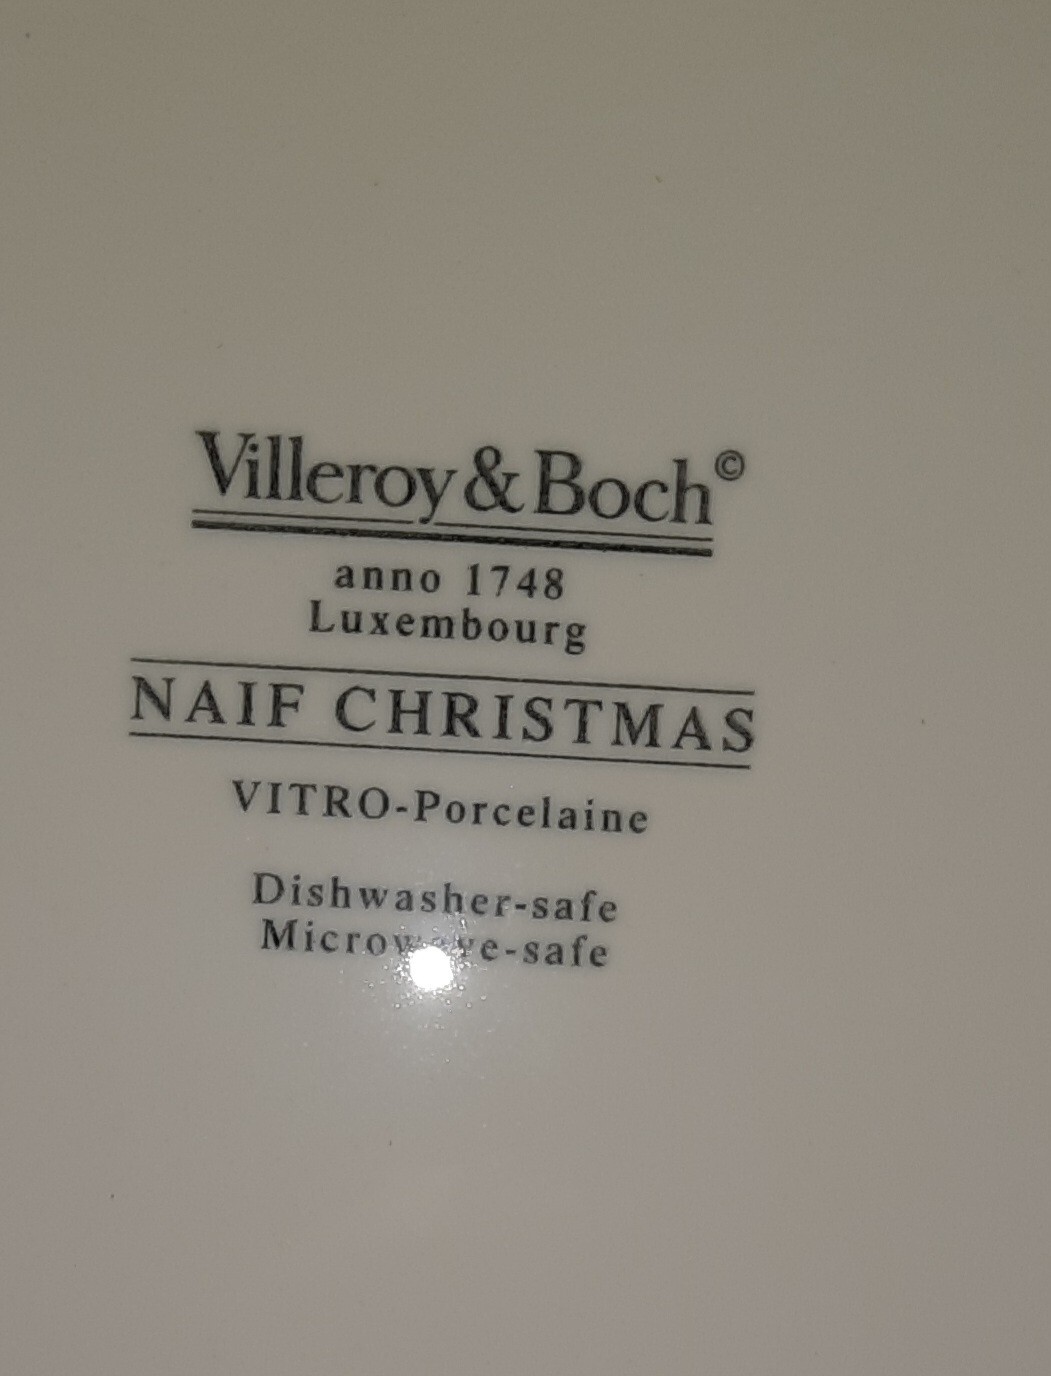 Villeroy & Boch©
anno 1748
Luxembourg
NAIF CHRISTMAS
VITRO-Porcelaine
Dishwasher-safe
Microwave-safe